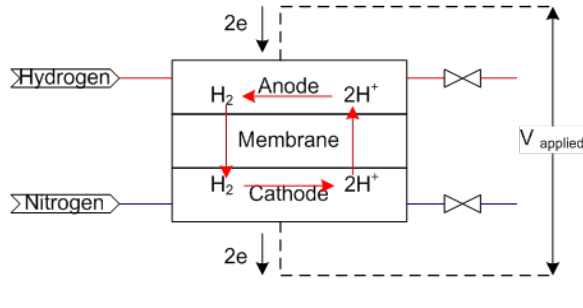 2e
Hydrogen
Anode
H₂ 2H⁺
Membrane
V applied
H₂ 2H⁺
Cathode
Nitrogen
2e